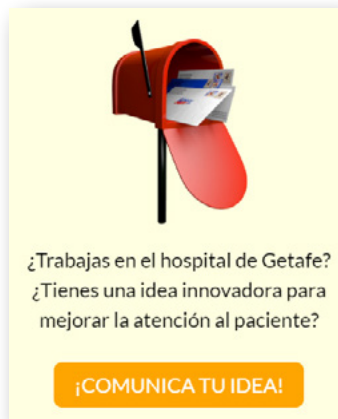 ¿Trabajas en el hospital de Getafe?
¿Tienes una idea innovadora para
mejorar la atención al paciente?
¡COMUNICA TU IDEA!